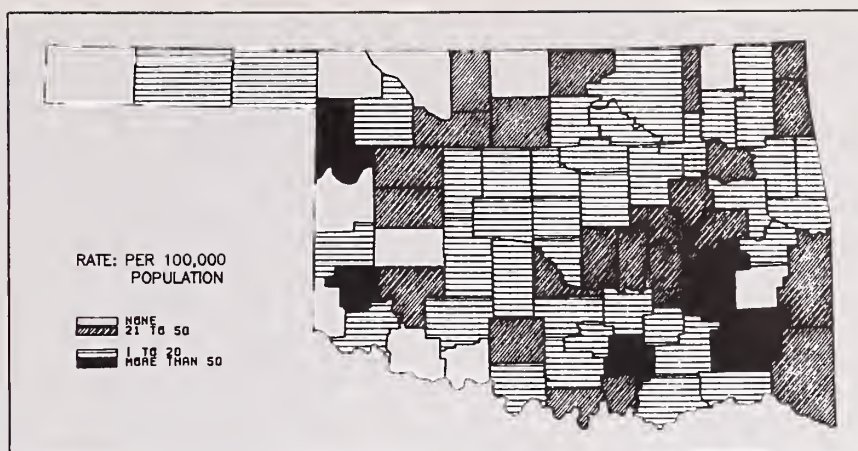 RATE: PER 100,000
POPULATION
NONE
21 TO 50
1 TO 20
MORE THAN 50